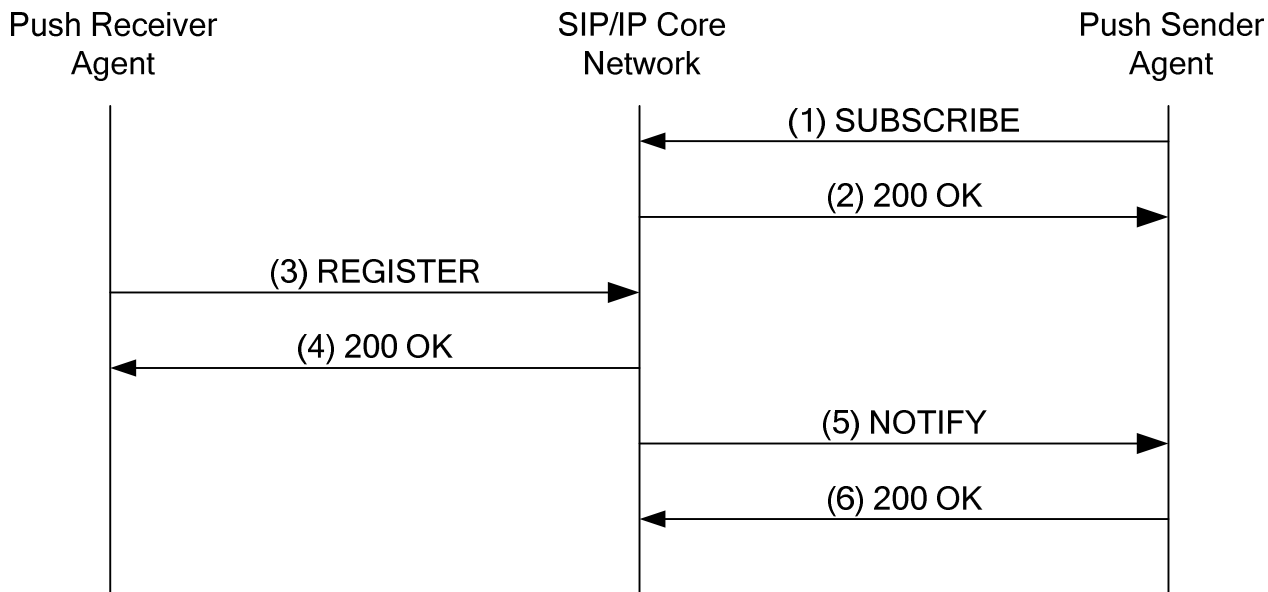 Push Receiver
Agent
SIP/IP Core
Network
Push Sender
Agent
(1) SUBSCRIBE
(2) 200 OK
(3) REGISTER
(4) 200 OK
(5) NOTIFY
(6) 200 OK